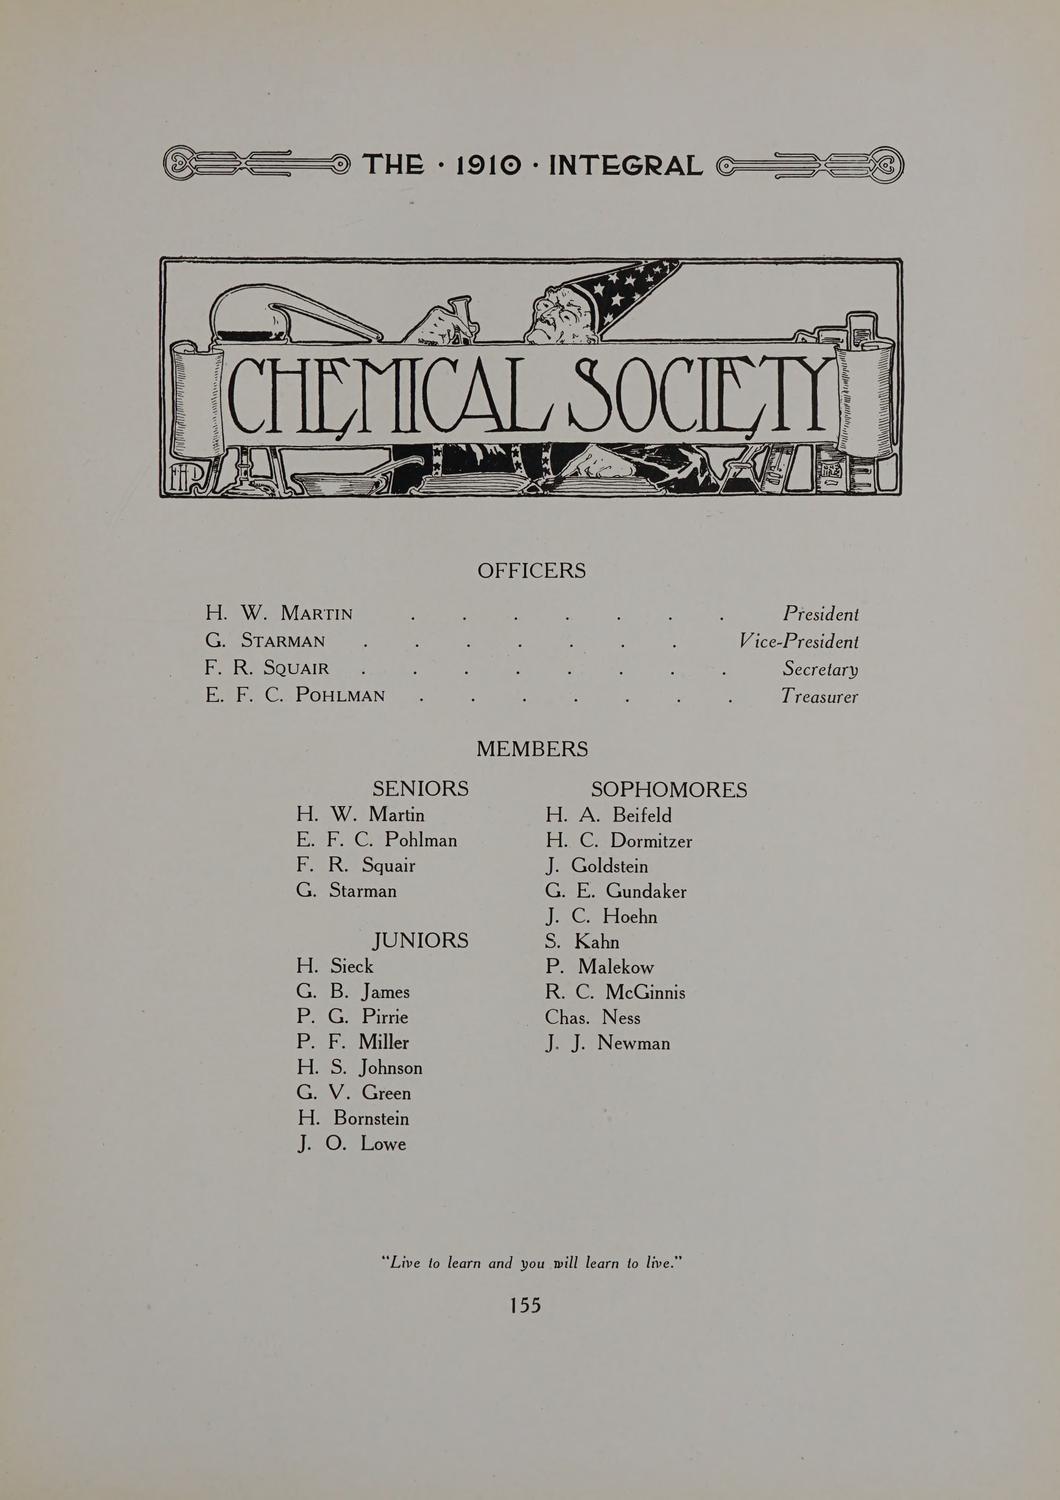 THE · 1910 · INTEGRAL
CHEMICAL SOCIETY
FHP
OFFICERS
H. W. MARTIN . . . . . . . President
G. STARMAN . . . . . . . Vice-President
F. R. SQUAIR . . . . . . . . Secretary
E. F. C. POHLMAN . . . . . . . Treasurer
MEMBERS
SENIORS
H. W. Martin
E. F. C. Pohlman
F. R. Squair
G. Starman
JUNIORS
H. Sieck
G. B. James
P. G. Pirrie
P. F. Miller
H. S. Johnson
G. V. Green
H. Bornstein
J. O. Lowe
SOPHOMORES
H. A. Beifeld
H. C. Dormitzer
J. Goldstein
G. E. Gundaker
J. C. Hoehn
S. Kahn
P. Malekow
R. C. McGinnis
Chas. Ness
J. J. Newman
"Live to learn and you will learn to live."
155